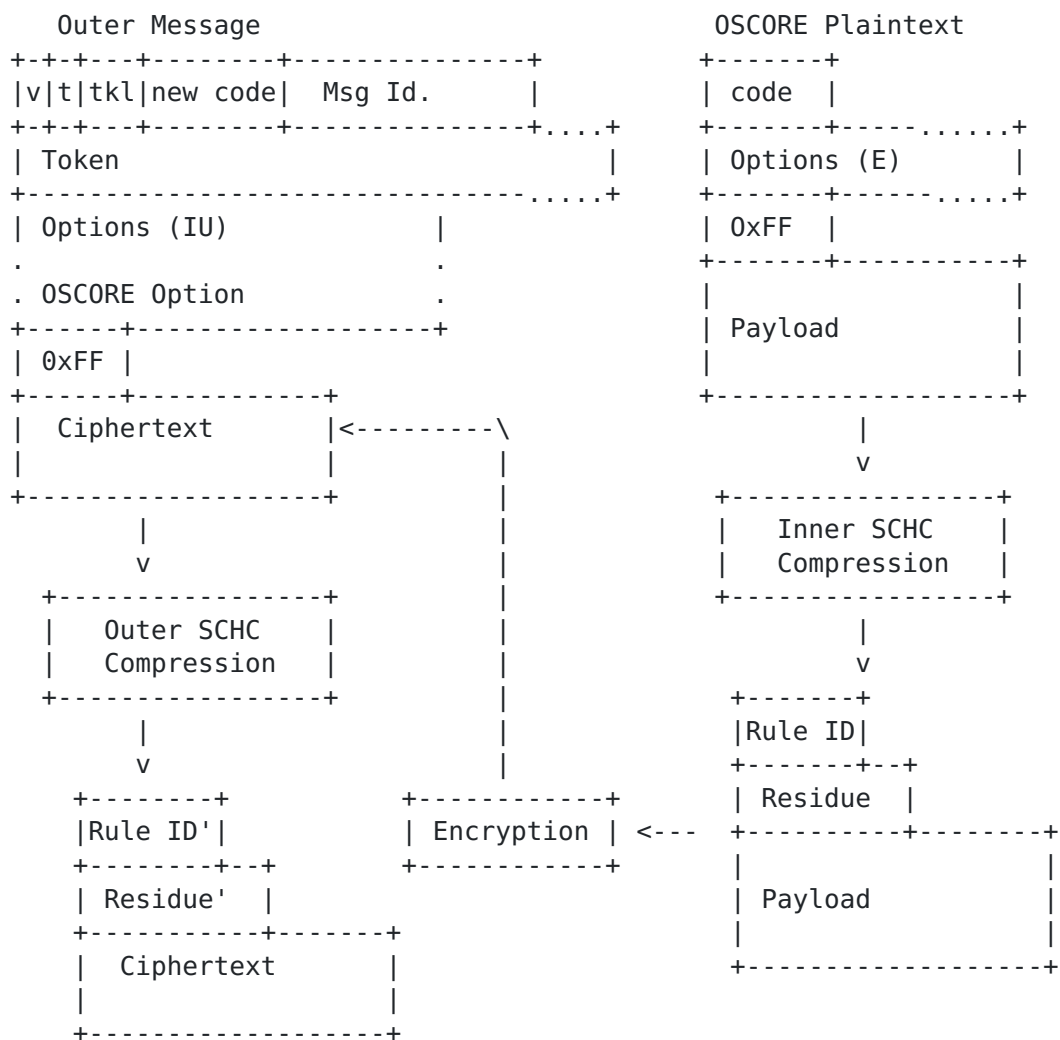 Outer Message OSCORE Plaintext
v t tkl new code Msg Id. code
Token Options (E)
Options (IU) 0xFF
OSCORE Option
Payload
0xFF
Ciphertext
Inner SCHC
Compression
Outer SCHC
Compression
Rule ID
Residue
Rule ID' Encryption
Residue' Payload
Ciphertext